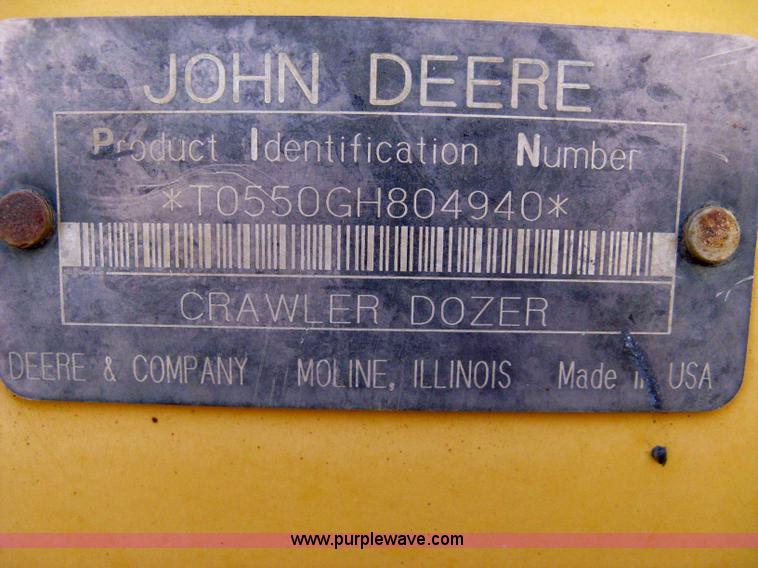 JOHN DEERE
Product Identification Number
*T0550GH804940*
CRAWLER DOZER
DEERE & COMPANY MOLINE, ILLINOIS Made in USA
www.purplewave.com